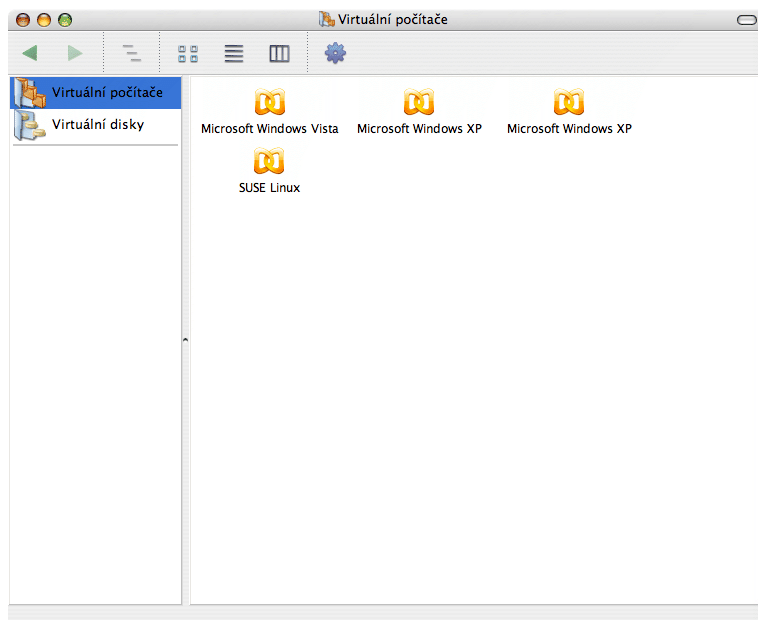 Virtuální počítače
Virtuální počítače
Virtuální disky
Microsoft Windows Vista
Microsoft Windows XP
Microsoft Windows XP
SUSE Linux